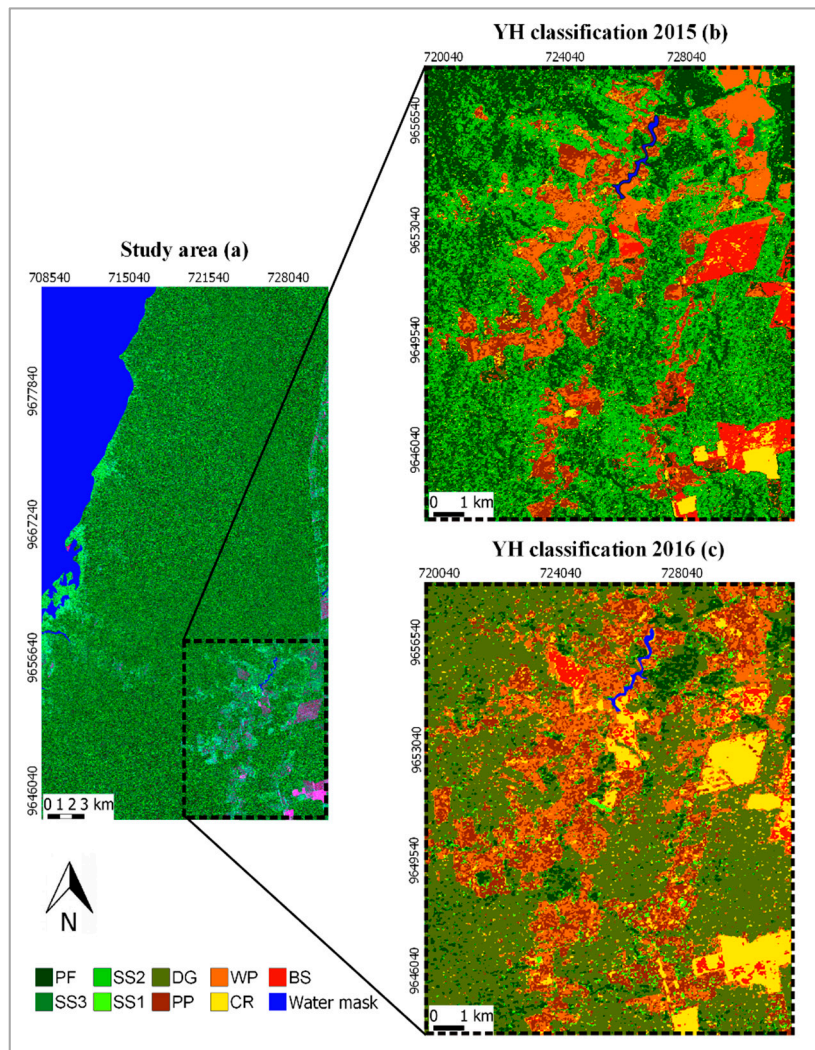 YH classification 2015 (b)
720040 724040 728040
9656540
9653040
9649540
9646040
0 1 km
Study area (a)
708540 715040 721540 728040
9677840
9667240
9656640
9646040
0 1 2 3 km
YH classification 2016 (c)
720040 724040 728040
9656540
9653040
9649540
9646040
0 1 km
N
PF SS2 DG WP BS
SS3 SS1 PP CR Water mask